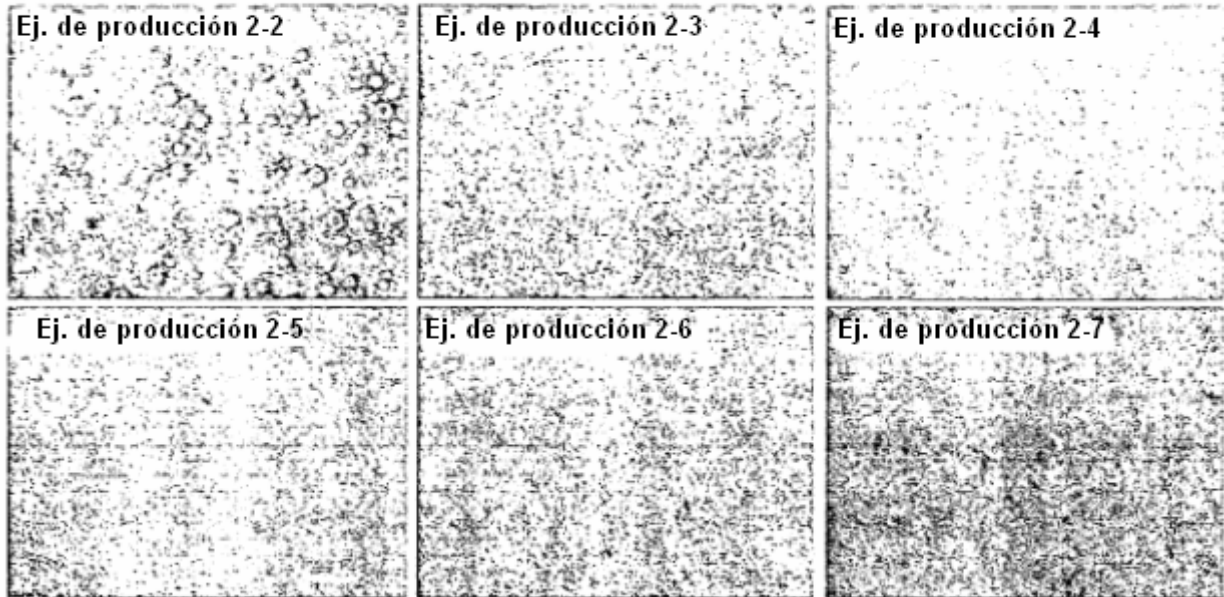 Ej. de producción 2-2
Ej. de producción 2-3
Ej. de producción 2-4
Ej. de producción 2-5
Ej. de producción 2-6
Ej. de producción 2-7